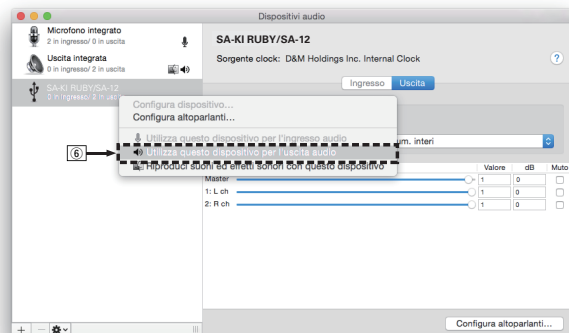 Dispositivi audio
Microfono integrato
2 in ingresso/ 0 in uscita
Uscita integrata
0 in ingresso/ 2 in uscita
SA-KI RUBY/SA-12
0 in ingresso/ 2 in uscita
SA-KI RUBY/SA-12
Sorgente clock: D&M Holdings Inc. Internal Clock
?
Ingresso
Uscita
Configura dispositivo…
Configura altoparlanti…
Utilizza questo dispositivo per l'ingresso audio
⑥
Utilizza questo dispositivo per l'uscita audio
Riproduci suoni ed effetti sonori con questo dispositivo
um. interi
Valore dB Muto
Master 1 0
1: L ch 1 0
2: R ch 1 0
Configura altoparlanti…